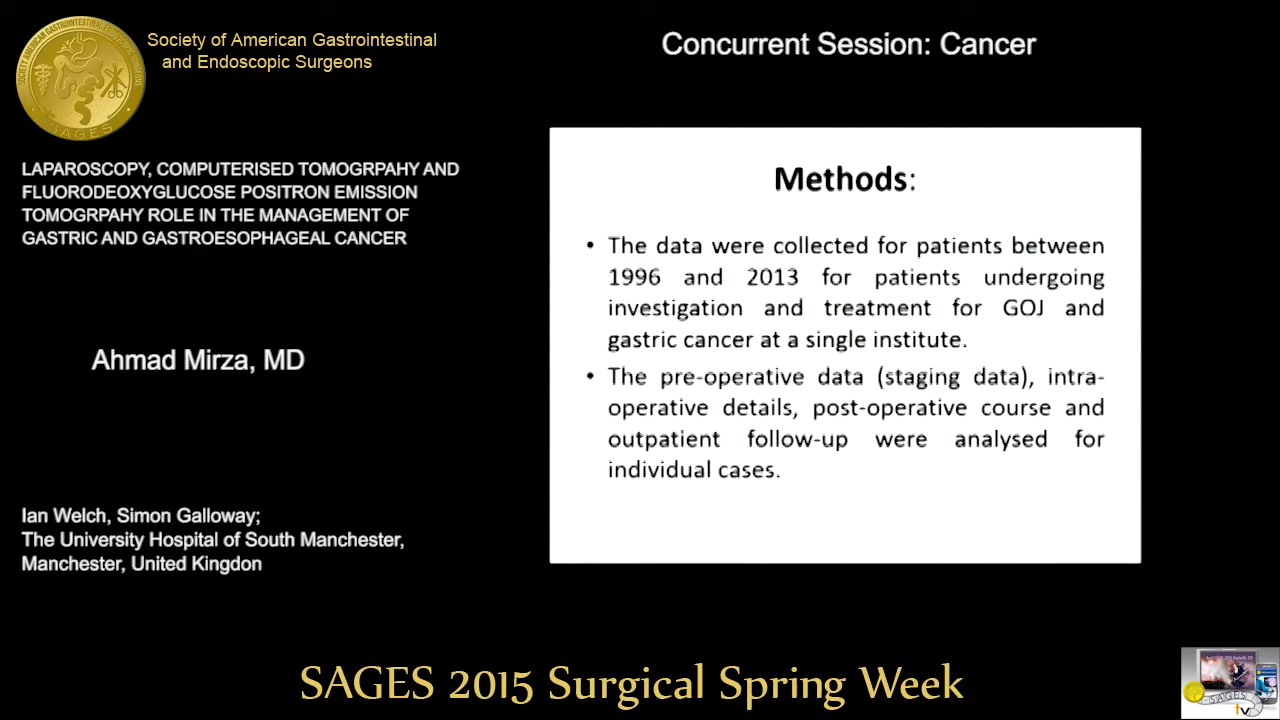 Society of American Gastrointestinal
and Endoscopic Surgeons
SAGES
Concurrent Session: Cancer
LAPAROSCOPY, COMPUTERISED TOMOGRPAHY AND
FLUORODEOXYGLUCOSE POSITRON EMISSION
TOMOGRPAHY ROLE IN THE MANAGEMENT OF
GASTRIC AND GASTROESOPHAGEAL CANCER
Ahmad Mirza, MD
Ian Welch, Simon Galloway;
The University Hospital of South Manchester,
Manchester, United Kingdon
Methods:
• The data were collected for patients between
1996 and 2013 for patients undergoing
investigation and treatment for GOJ and
gastric cancer at a single institute.
• The pre-operative data (staging data), intra-
operative details, post-operative course and
outpatient follow-up were analysed for
individual cases.
SAGES 2015 Surgical Spring Week
SAGES
tv